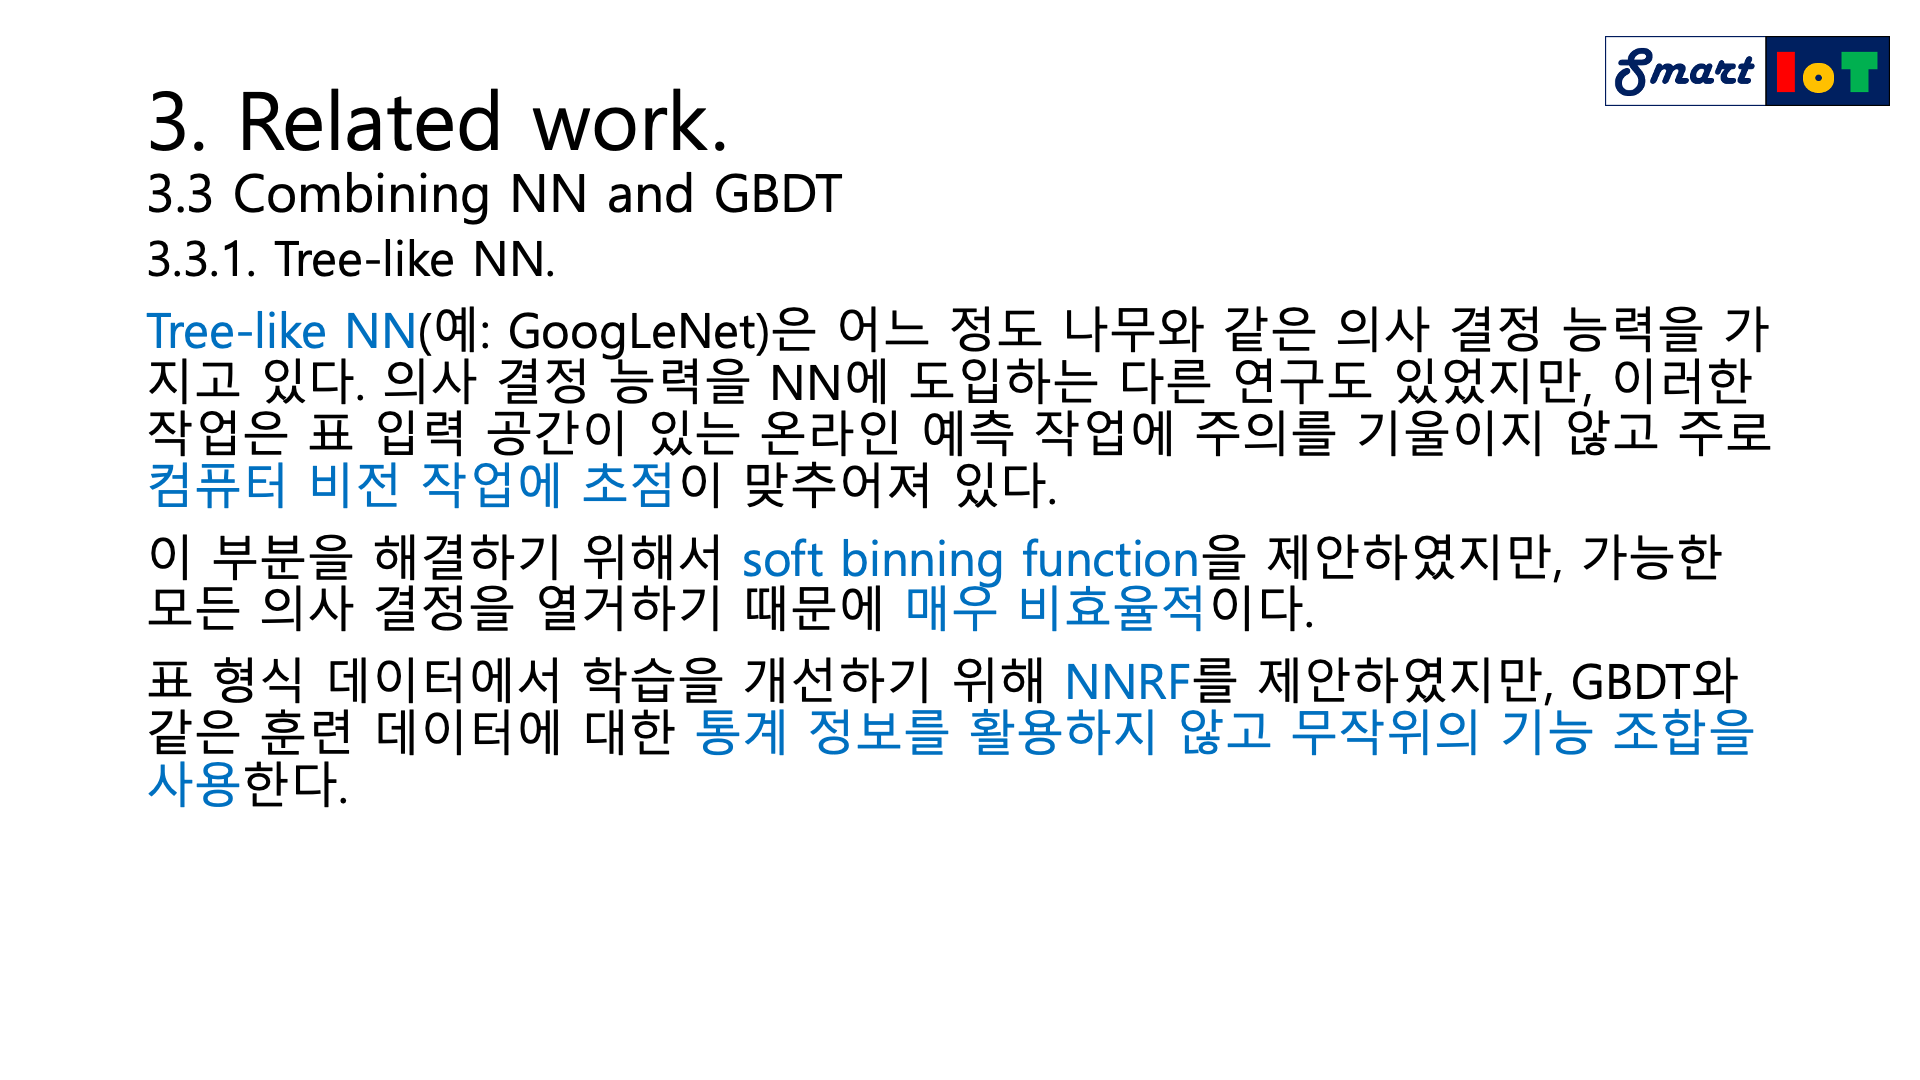 Smart IoT
3. Related work.
3.3 Combining NN and GBDT
3.3.1. Tree-like NN.
Tree-like NN(예: GoogLeNet)은 어느 정도 나무와 같은 의사 결정 능력을 가
지고 있다. 의사 결정 능력을 NN에 도입하는 다른 연구도 있었지만, 이러한
작업은 표 입력 공간이 있는 온라인 예측 작업에 주의를 기울이지 않고 주로
컴퓨터 비전 작업에 초점이 맞추어져 있다.
이 부분을 해결하기 위해서 soft binning function을 제안하였지만, 가능한
모든 의사 결정을 열거하기 때문에 매우 비효율적이다.
표 형식 데이터에서 학습을 개선하기 위해 NNRF를 제안하였지만, GBDT와
같은 훈련 데이터에 대한 통계 정보를 활용하지 않고 무작위의 기능 조합을
사용한다.